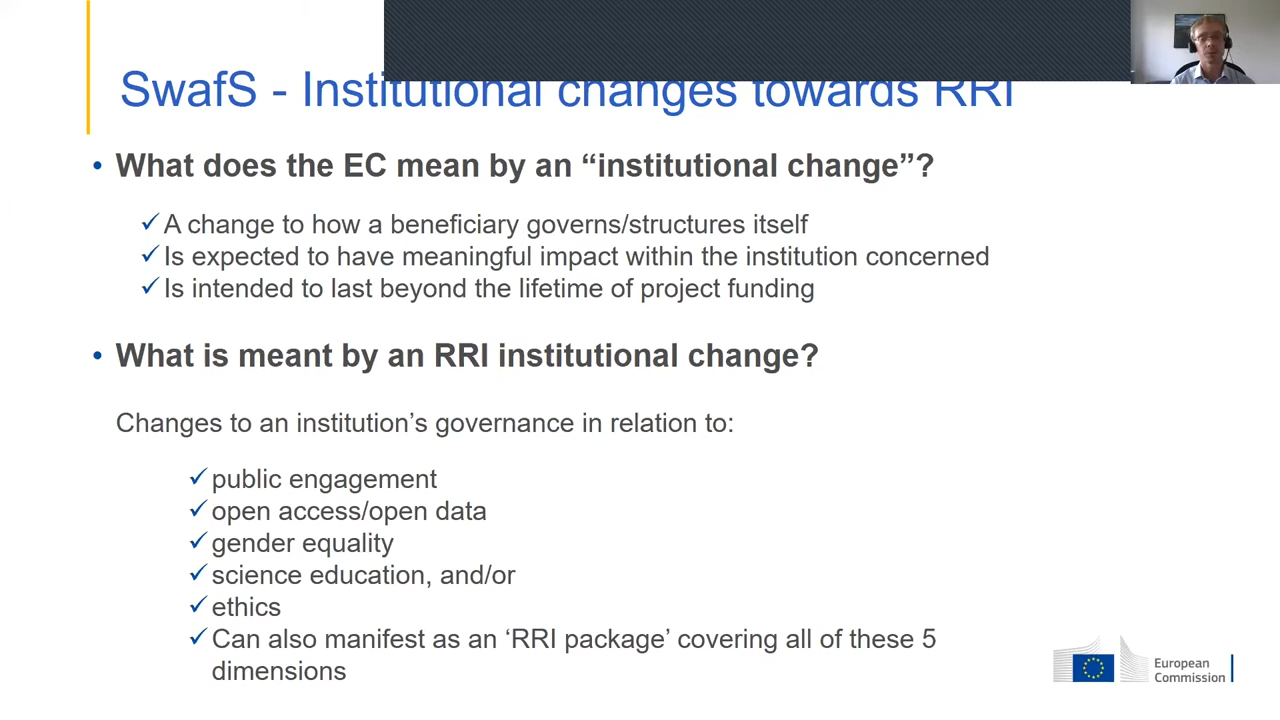 SwafS - Institutional changes towards RRI
• What does the EC mean by an “institutional change”?
✓ A change to how a beneficiary governs/structures itself
✓ Is expected to have meaningful impact within the institution concerned
✓ Is intended to last beyond the lifetime of project funding
• What is meant by an RRI institutional change?
Changes to an institution’s governance in relation to:
✓ public engagement
✓ open access/open data
✓ gender equality
✓ science education, and/or
✓ ethics
✓ Can also manifest as an ‘RRI package’ covering all of these 5
dimensions
European
Commission